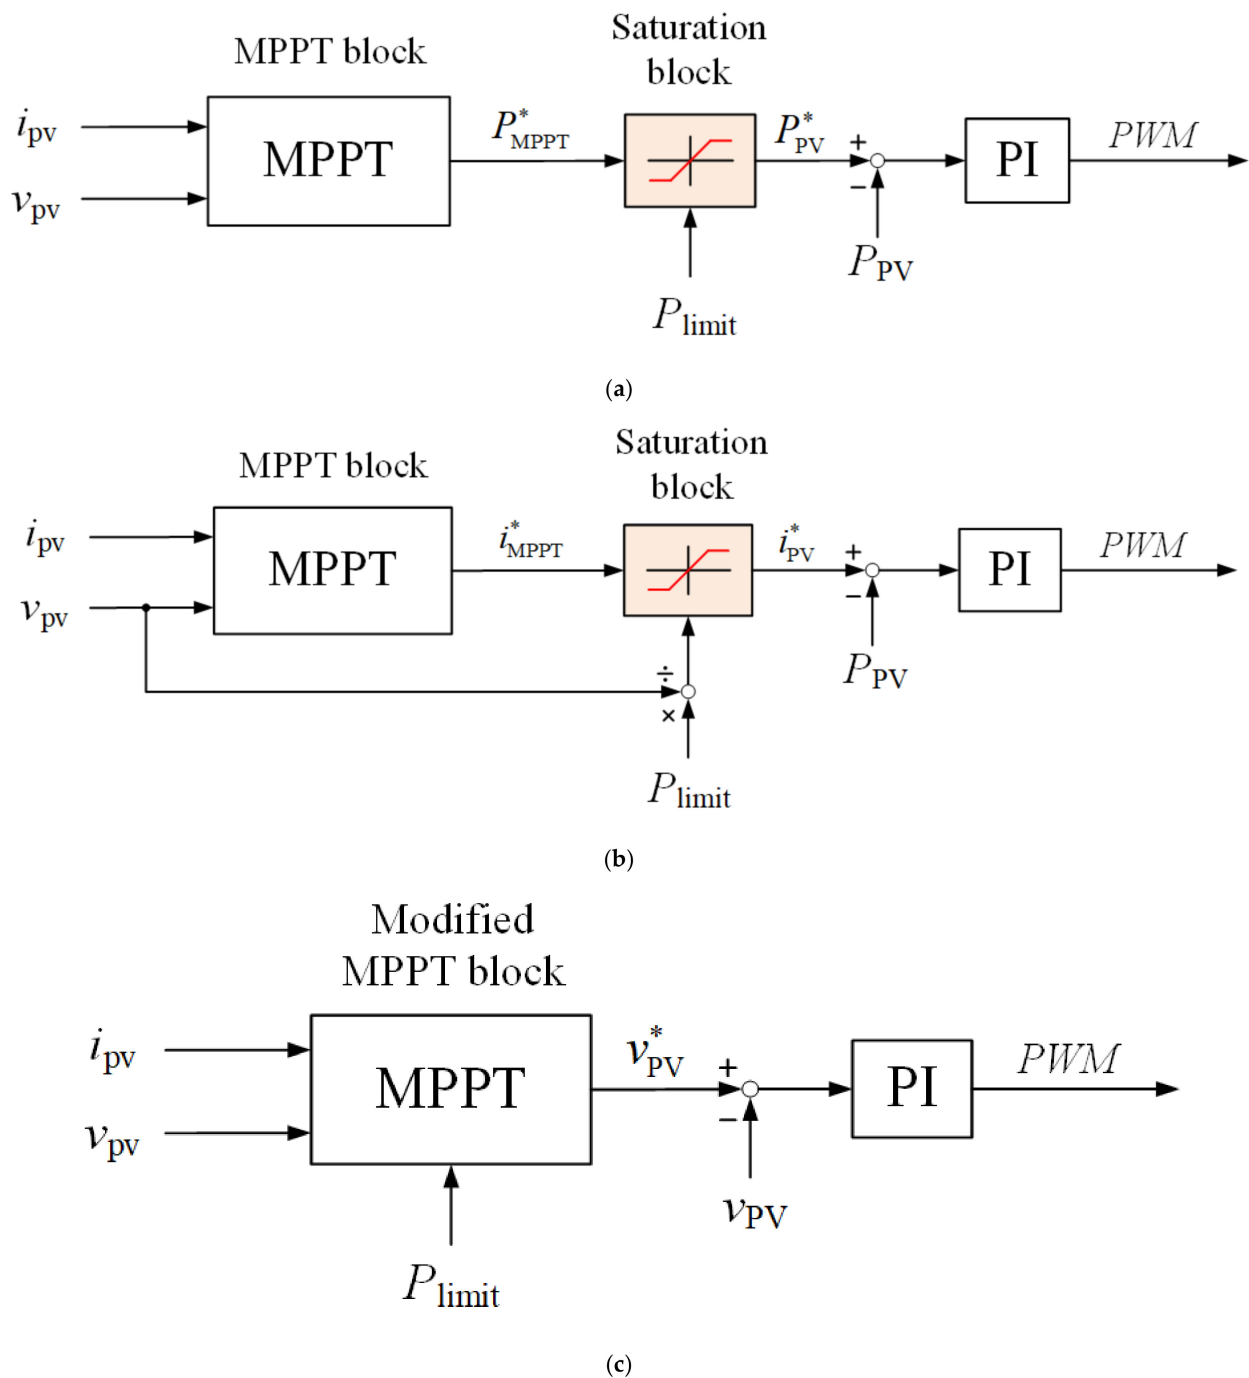 MPPT block
Saturation
block
i_pv
v_pv
MPPT
P*_MPPT
P*_PV
+
−
PI
PWM
P_PV
P_limit
(a)
MPPT block
Saturation
block
i_pv
v_pv
MPPT
i*_MPPT
i*_PV
+
−
PI
PWM
P_PV
÷
×
P_limit
(b)
Modified
MPPT block
i_pv
v_pv
MPPT
v*_PV
+
−
PI
PWM
v_PV
P_limit
(c)